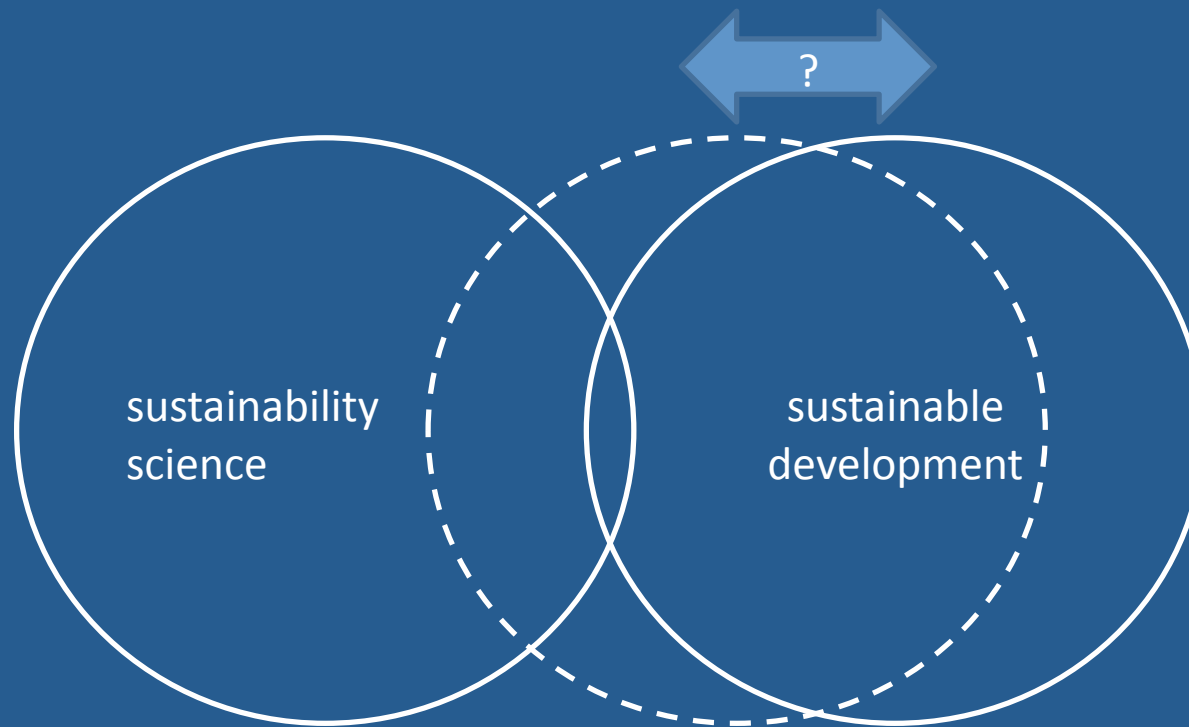 ?
sustainability
science
sustainable
development